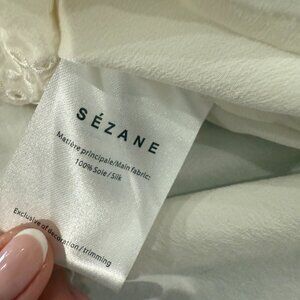 SÉZANE
Matière principale/Main fabric:
100% Soie / Silk
Exclusive of decoration / trimming